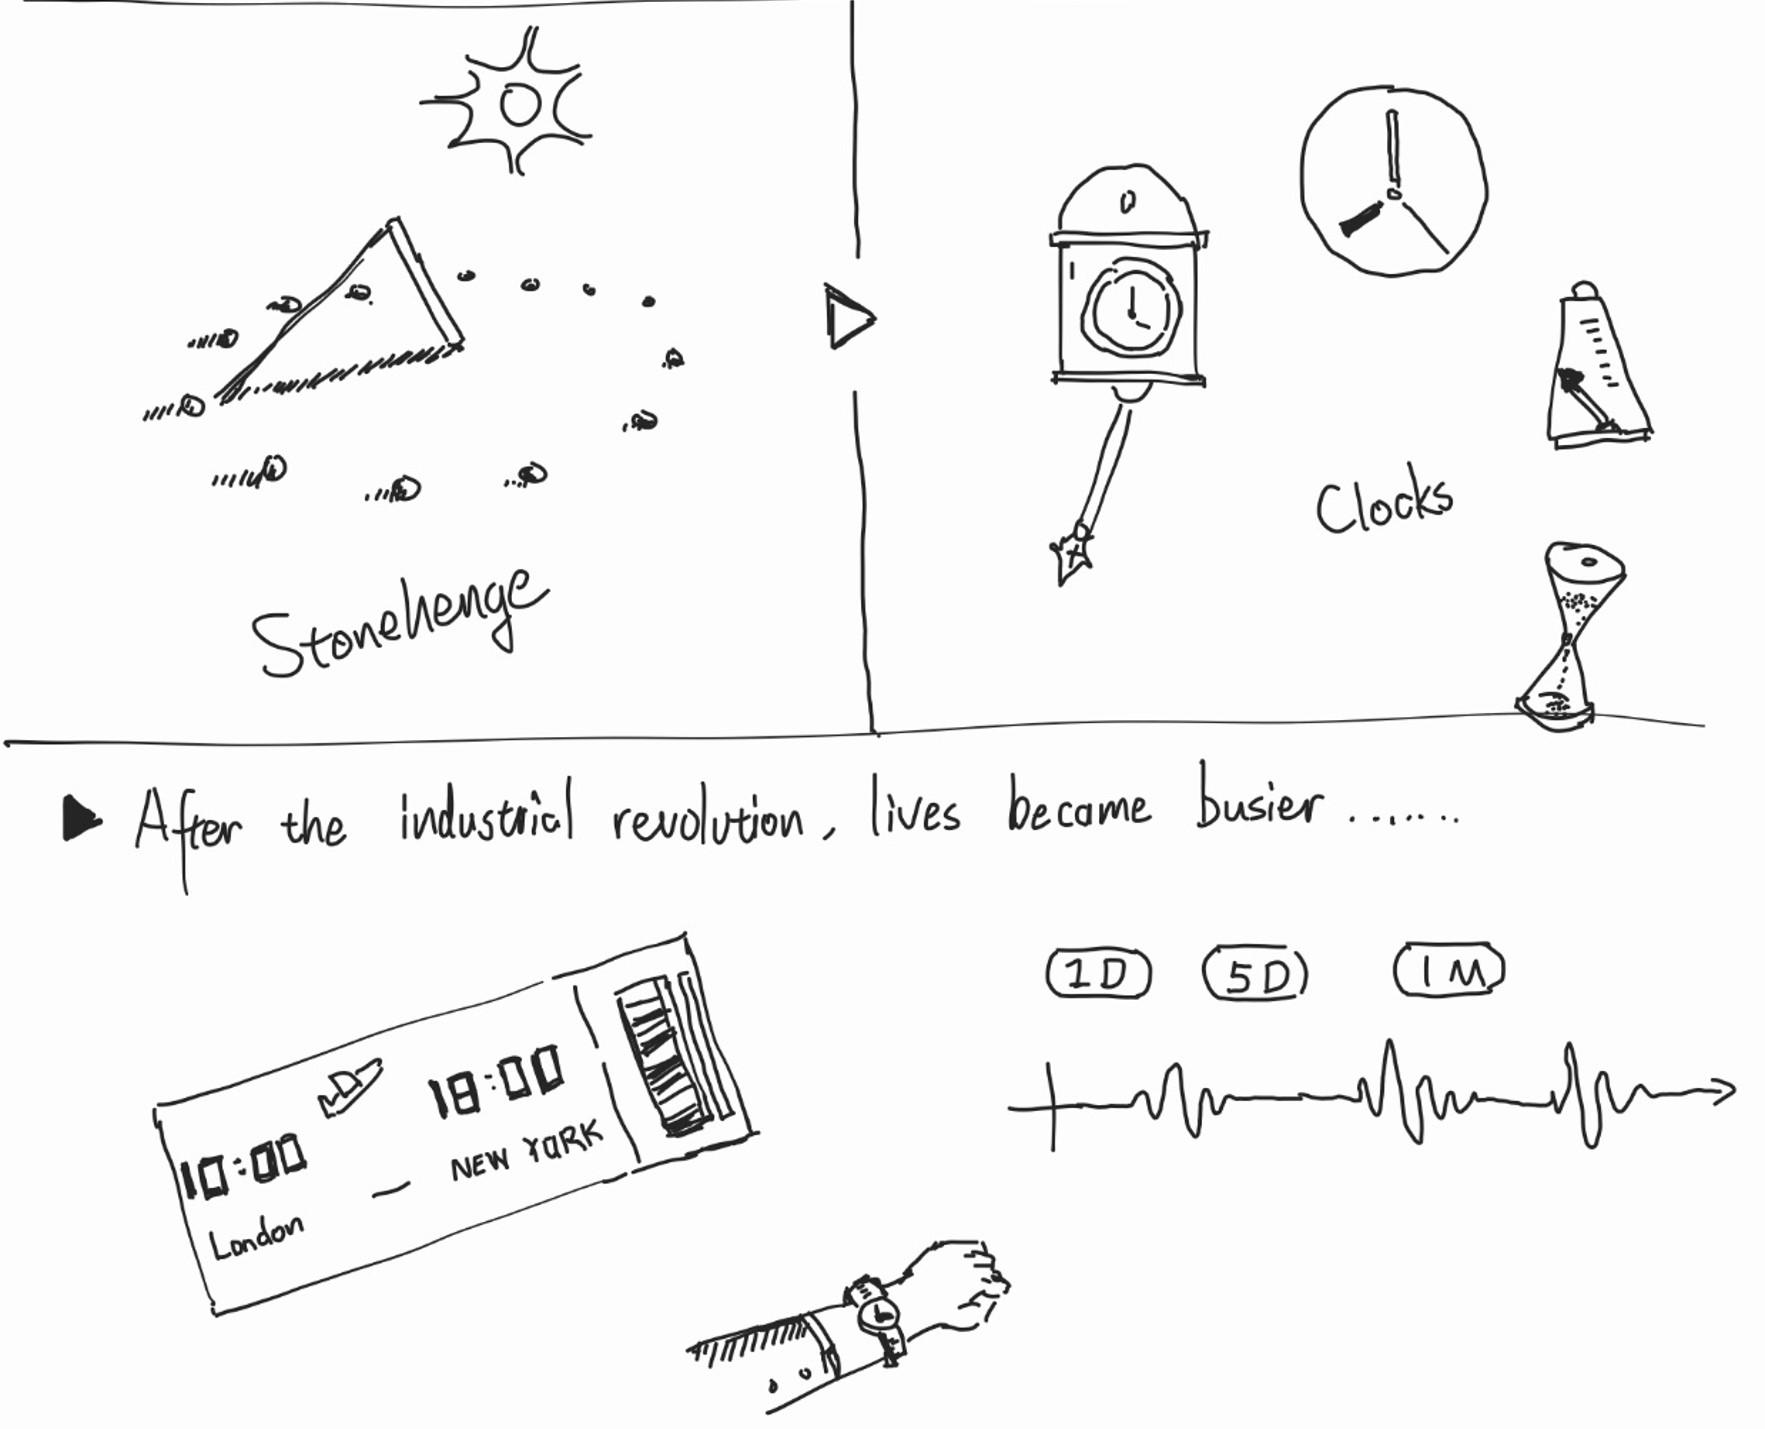 Stonehenge
Clocks
After the industrial revolution, lives became busier .......
1D 5D 1M
10:00 18:00
London — NEW YORK